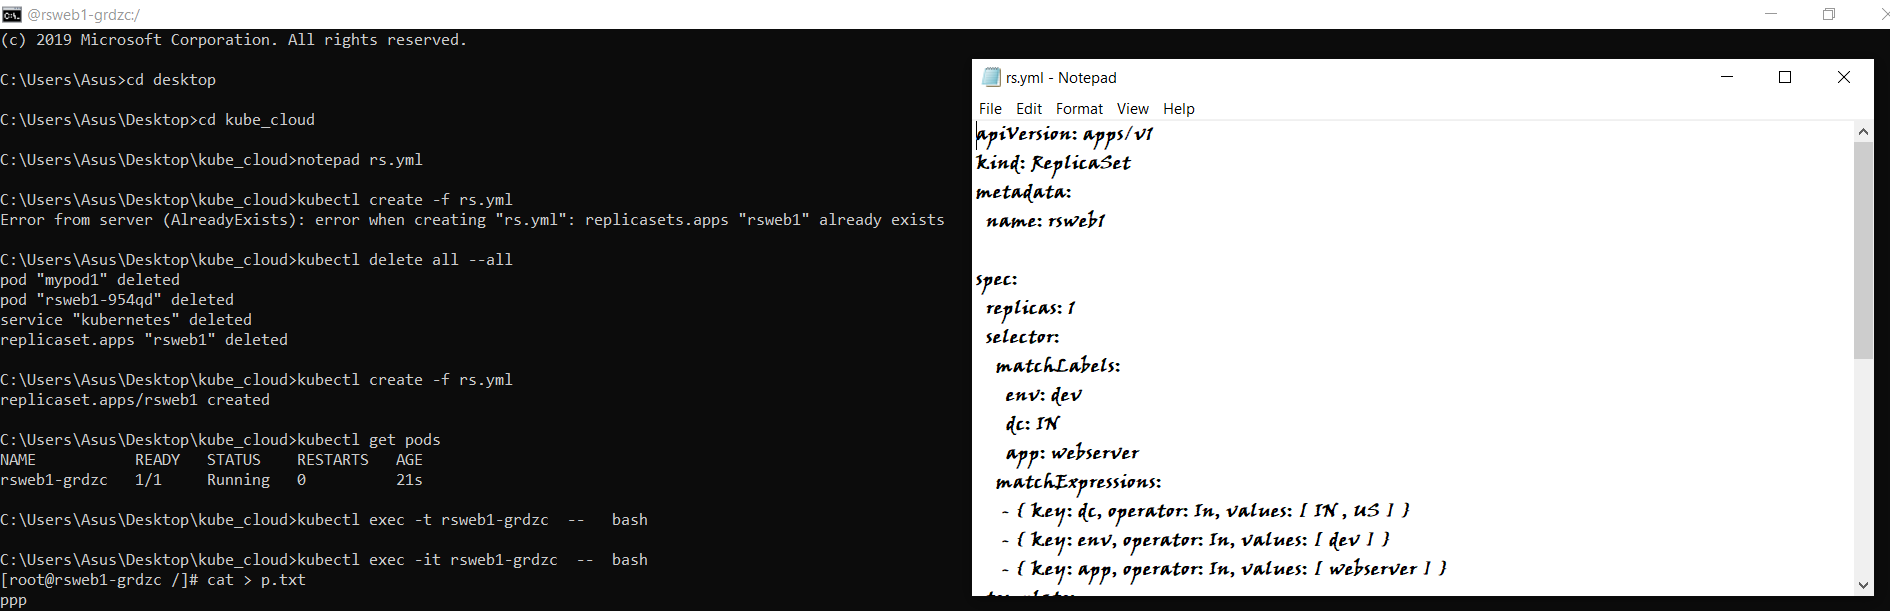 @rsweb1-grdzc:/
(c) 2019 Microsoft Corporation. All rights reserved.
C:\Users\Asus>cd desktop
C:\Users\Asus\Desktop>cd kube_cloud
C:\Users\Asus\Desktop\kube_cloud>notepad rs.yml
C:\Users\Asus\Desktop\kube_cloud>kubectl create -f rs.yml
Error from server (AlreadyExists): error when creating "rs.yml": replicasets.apps "rsweb1" already exists
C:\Users\Asus\Desktop\kube_cloud>kubectl delete all --all
pod "mypod1" deleted
pod "rsweb1-954qd" deleted
service "kubernetes" deleted
replicaset.apps "rsweb1" deleted
C:\Users\Asus\Desktop\kube_cloud>kubectl create -f rs.yml
replicaset.apps/rsweb1 created
C:\Users\Asus\Desktop\kube_cloud>kubectl get pods
NAME           READY   STATUS    RESTARTS   AGE
rsweb1-grdzc   1/1     Running   0          21s
C:\Users\Asus\Desktop\kube_cloud>kubectl exec -t rsweb1-grdzc  --   bash
C:\Users\Asus\Desktop\kube_cloud>kubectl exec -it rsweb1-grdzc  --  bash
[root@rsweb1-grdzc /]# cat > p.txt
ppp
rs.yml - Notepad
File Edit Format View Help
apiVersion: apps/v1
kind: ReplicaSet
metadata:
  name: rsweb1
spec:
  replicas: 1
  selector:
    matchLabels:
      env: dev
      dc: IN
      app: webserver
    matchExpressions:
     - { key: dc, operator: In, values: [ IN , US ] }
     - { key: env, operator: In, values: [ dev ] }
     - { key: app, operator: In, values: [ webserver ] }